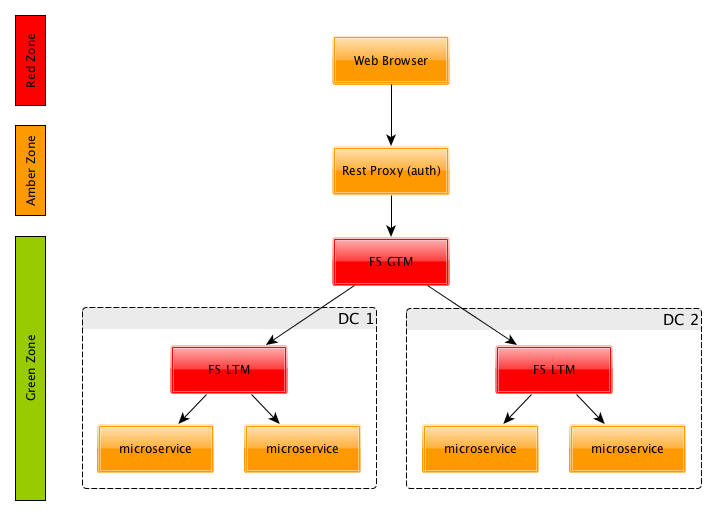 Red Zone
Web Browser
Amber Zone
Rest Proxy (auth)
Green Zone
F5 GTM
DC 1
DC 2
F5 LTM
F5 LTM
microservice
microservice
microservice
microservice